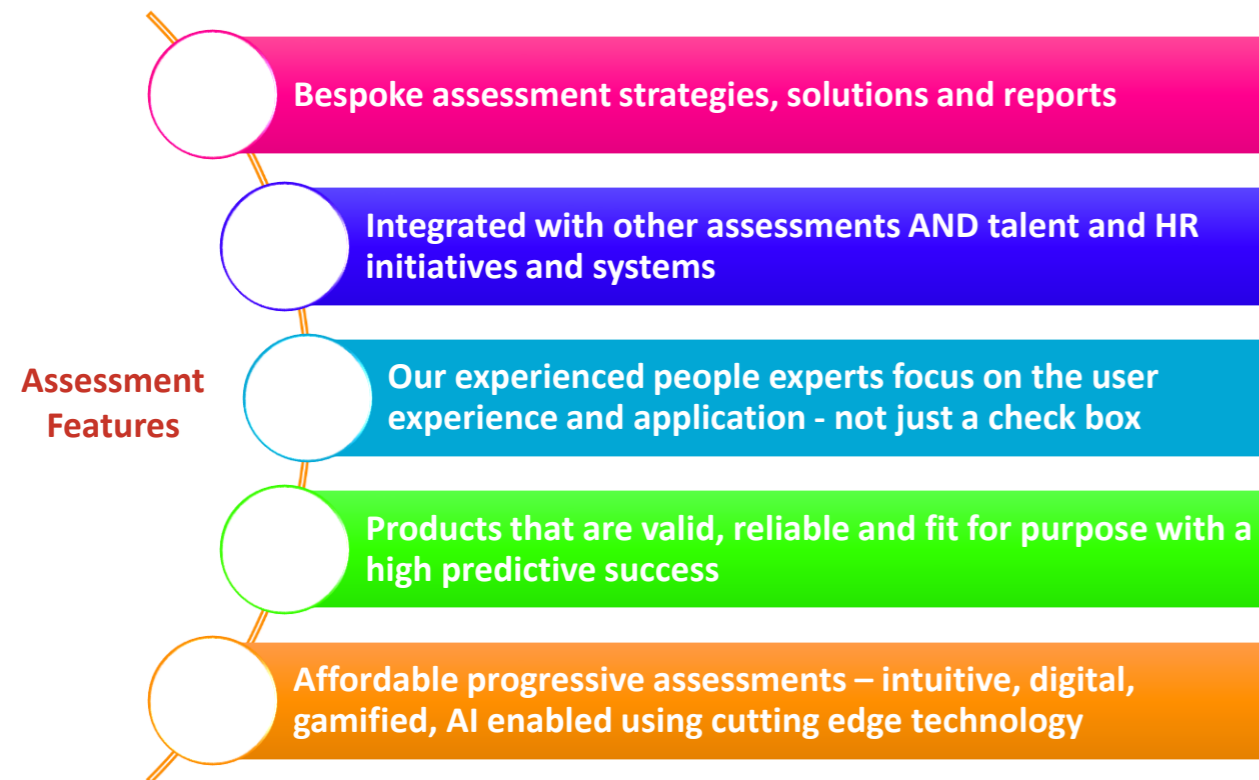 Bespoke assessment strategies, solutions and reports
Integrated with other assessments AND talent and HR
initiatives and systems
Assessment
Features
Our experienced people experts focus on the user
experience and application - not just a check box
Products that are valid, reliable and fit for purpose with a
high predictive success
Affordable progressive assessments – intuitive, digital,
gamified, AI enabled using cutting edge technology